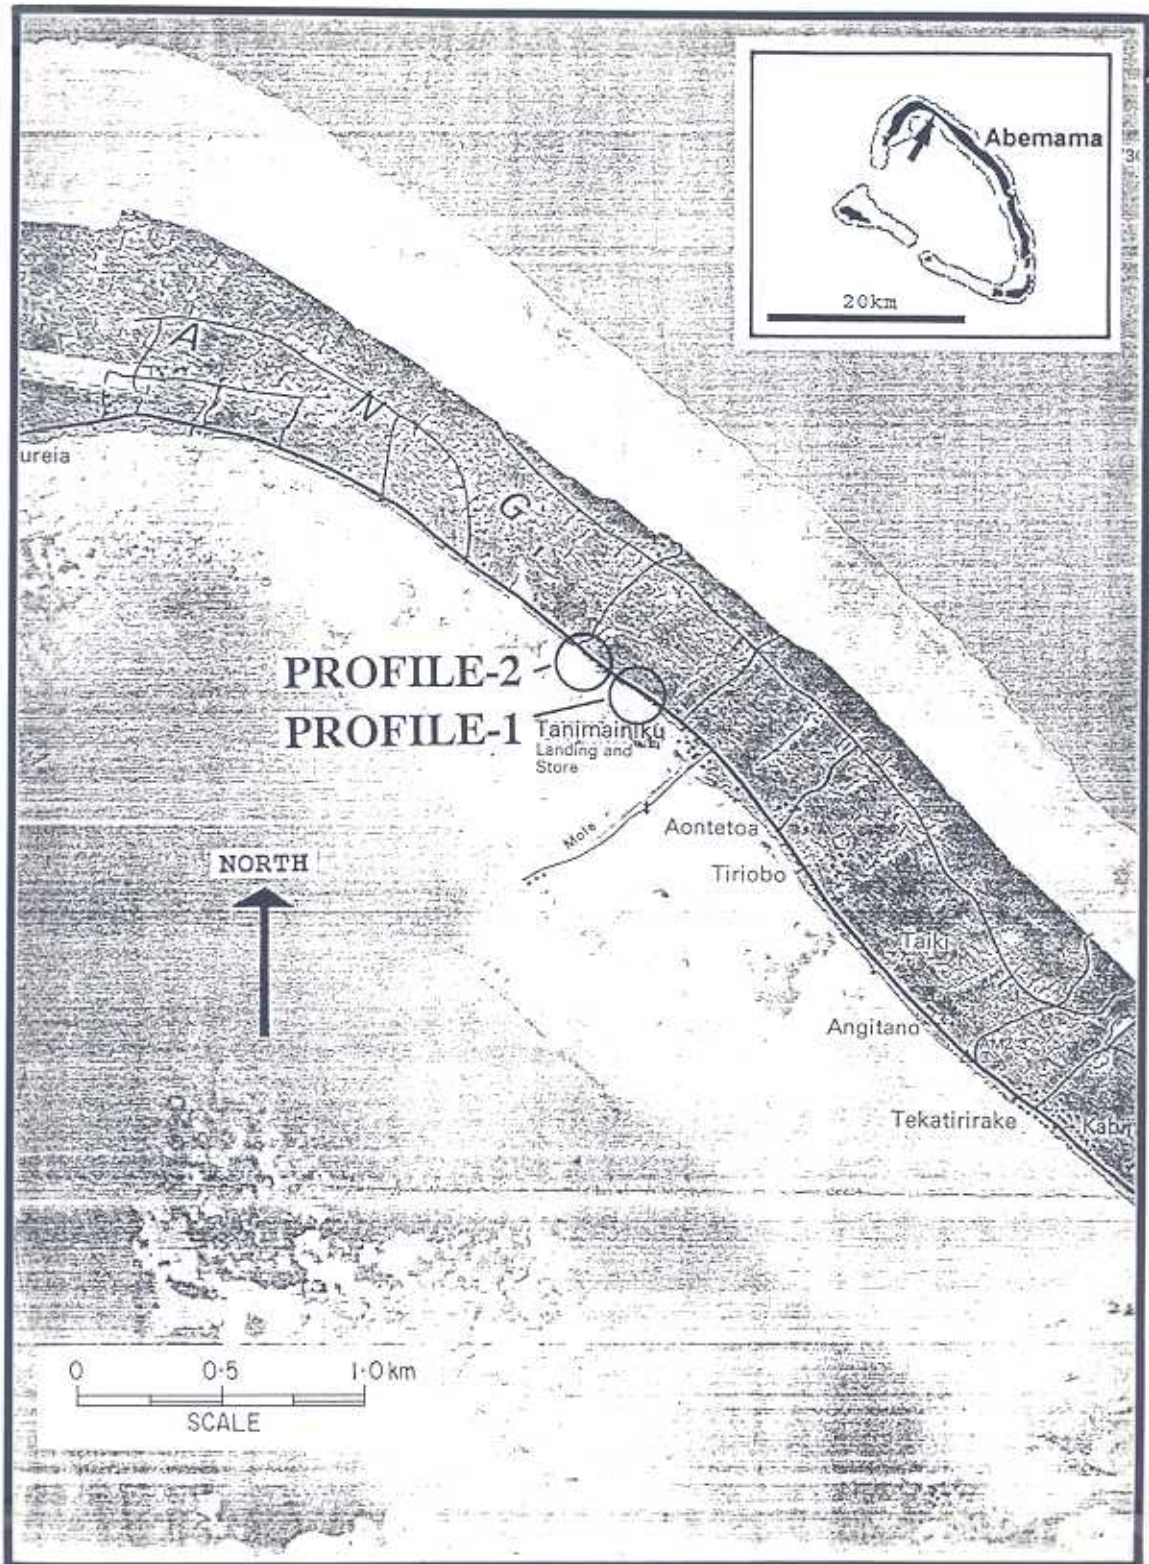 Abemama
20km
A
N
G
ureia
PROFILE-2
PROFILE-1
Tanimainiku
Landing and
Store
Mole
Aontetoa
Tiriobo
NORTH
Taiki
Angitano
Tekatirirake
0 0·5 1·0 km
SCALE